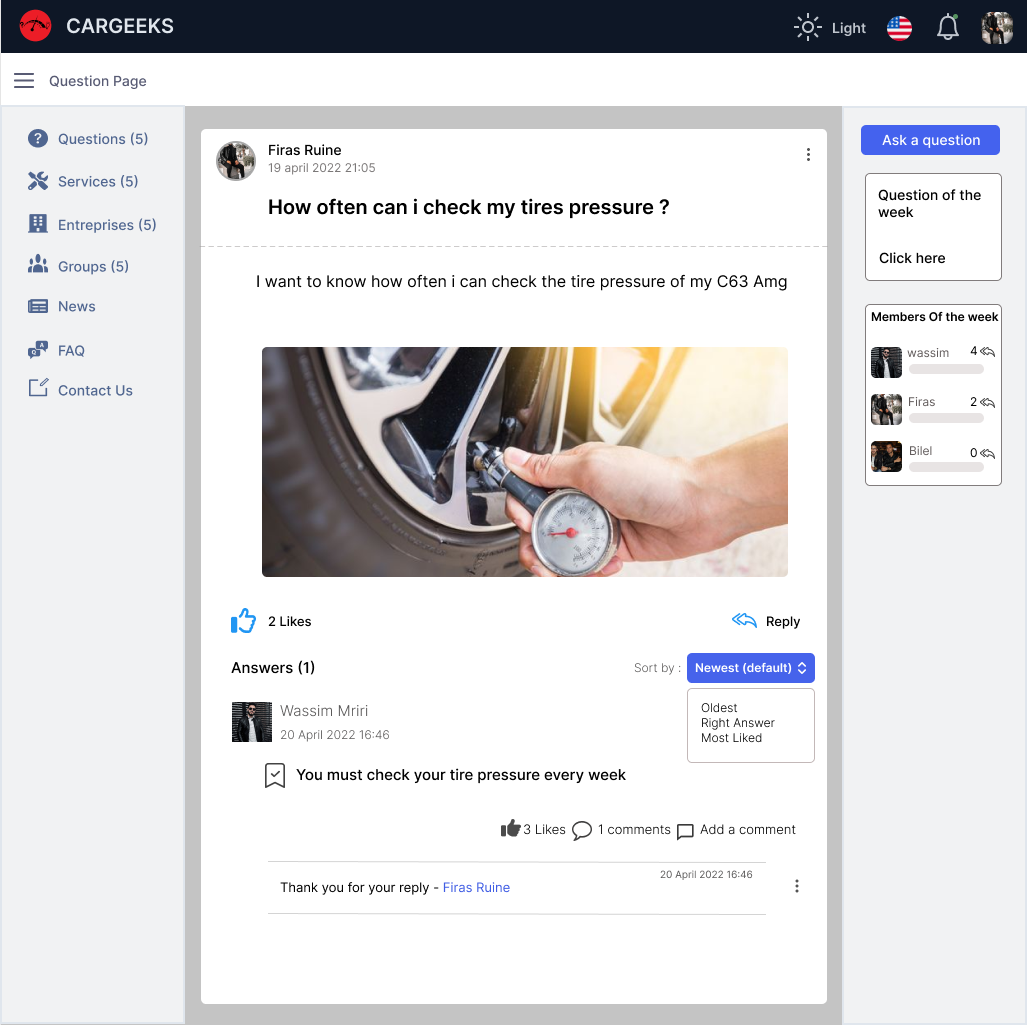 CARGEEKS
Light
Question Page
Questions (5)
Services (5)
Entreprises (5)
Groups (5)
News
FAQ
Contact Us
Firas Ruine
19 april 2022 21:05
How often can i check my tires pressure ?
I want to know how often i can check the tire pressure of my C63 Amg
2 Likes
Reply
Answers (1)
Sort by :
Newest (default)
Oldest
Right Answer
Most Liked
Wassim Mriri
20 April 2022 16:46
You must check your tire pressure every week
3 Likes
1 comments
Add a comment
20 April 2022 16:46
Thank you for your reply - Firas Ruine
Ask a question
Question of the
week
Click here
Members Of the week
wassim
4
Firas
2
Bilel
0